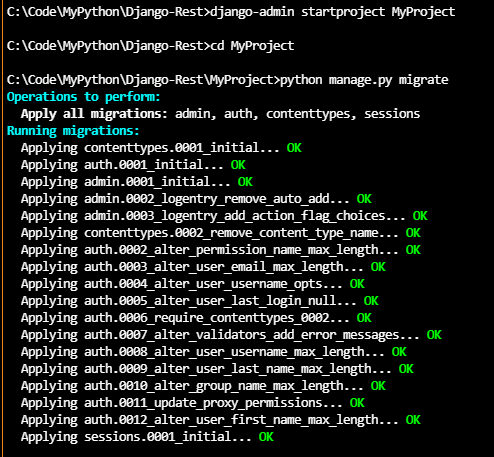 C:\Code\MyPython\Django-Rest>django-admin startproject MyProject
C:\Code\MyPython\Django-Rest>cd MyProject
C:\Code\MyPython\Django-Rest\MyProject>python manage.py migrate
Operations to perform:
  Apply all migrations: admin, auth, contenttypes, sessions
Running migrations:
  Applying contenttypes.0001_initial... OK
  Applying auth.0001_initial... OK
  Applying admin.0001_initial... OK
  Applying admin.0002_logentry_remove_auto_add... OK
  Applying admin.0003_logentry_add_action_flag_choices... OK
  Applying contenttypes.0002_remove_content_type_name... OK
  Applying auth.0002_alter_permission_name_max_length... OK
  Applying auth.0003_alter_user_email_max_length... OK
  Applying auth.0004_alter_user_username_opts... OK
  Applying auth.0005_alter_user_last_login_null... OK
  Applying auth.0006_require_contenttypes_0002... OK
  Applying auth.0007_alter_validators_add_error_messages... OK
  Applying auth.0008_alter_user_username_max_length... OK
  Applying auth.0009_alter_user_last_name_max_length... OK
  Applying auth.0010_alter_group_name_max_length... OK
  Applying auth.0011_update_proxy_permissions... OK
  Applying auth.0012_alter_user_first_name_max_length... OK
  Applying sessions.0001_initial... OK